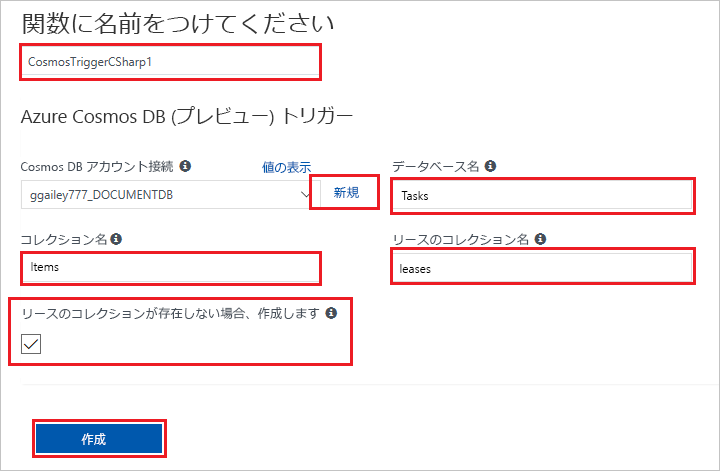 関数に名前をつけてください
CosmosTriggerCSharp1
Azure Cosmos DB (プレビュー) トリガー
Cosmos DB アカウント接続
値の表示
データベース名
ggailey777_DOCUMENTDB
新規
Tasks
コレクション名
リースのコレクション名
Items
leases
リースのコレクションが存在しない場合、作成します
作成